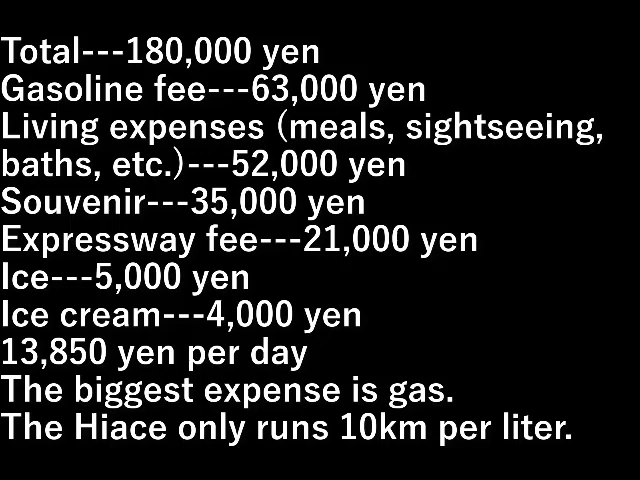 Total---180,000 yen
Gasoline fee---63,000 yen
Living expenses (meals, sightseeing,
baths, etc.)---52,000 yen
Souvenir---35,000 yen
Expressway fee---21,000 yen
Ice---5,000 yen
Ice cream---4,000 yen
13,850 yen per day
The biggest expense is gas.
The Hiace only runs 10km per liter.